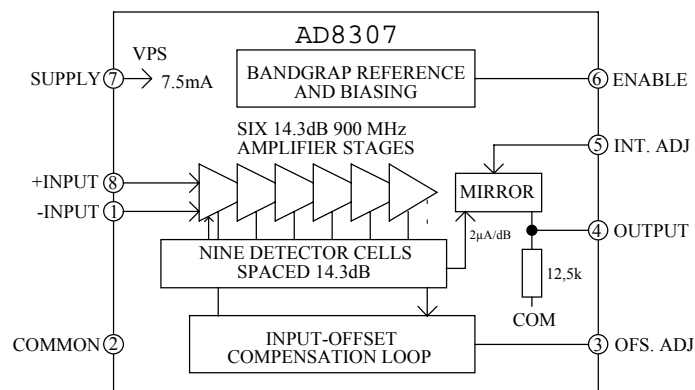 AD8307
VPS
SUPPLY 7 7.5mA
BANDGRAP REFERENCE
AND BIASING
6 ENABLE
SIX 14.3dB 900 MHz
AMPLIFIER STAGES
5 INT. ADJ
+INPUT 8
-INPUT 1
MIRROR
2µA/dB
4 OUTPUT
NINE DETECTOR CELLS
SPACED 14.3dB
12,5k
COM
COMMON 2
INPUT-OFFSET
COMPENSATION LOOP
3 OFS. ADJ